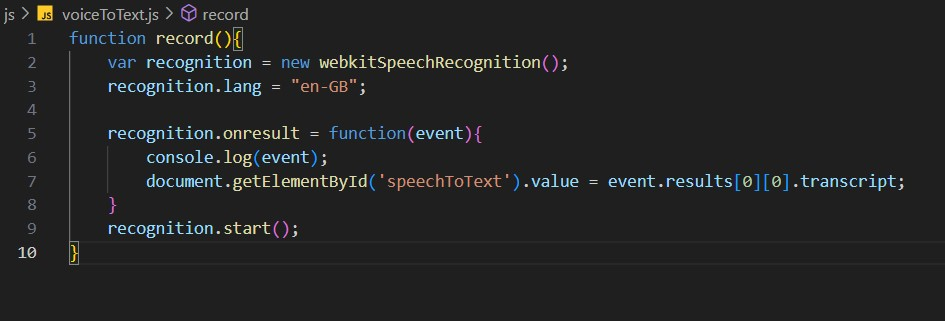 js > JS voiceToText.js > record
1 function record(){
2     var recognition = new webkitSpeechRecognition();
3     recognition.lang = "en-GB";
4
5     recognition.onresult = function(event){
6         console.log(event);
7         document.getElementById('speechToText').value = event.results[0][0].transcript;
8     }
9     recognition.start();
10 }